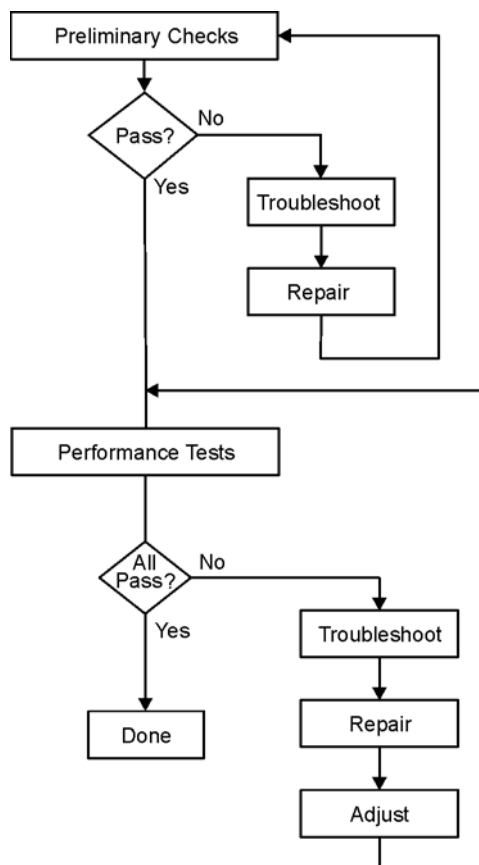 Preliminary Checks
Pass?
No
Yes
Troubleshoot
Repair
Performance Tests
All
Pass?
No
Yes
Troubleshoot
Done
Repair
Adjust